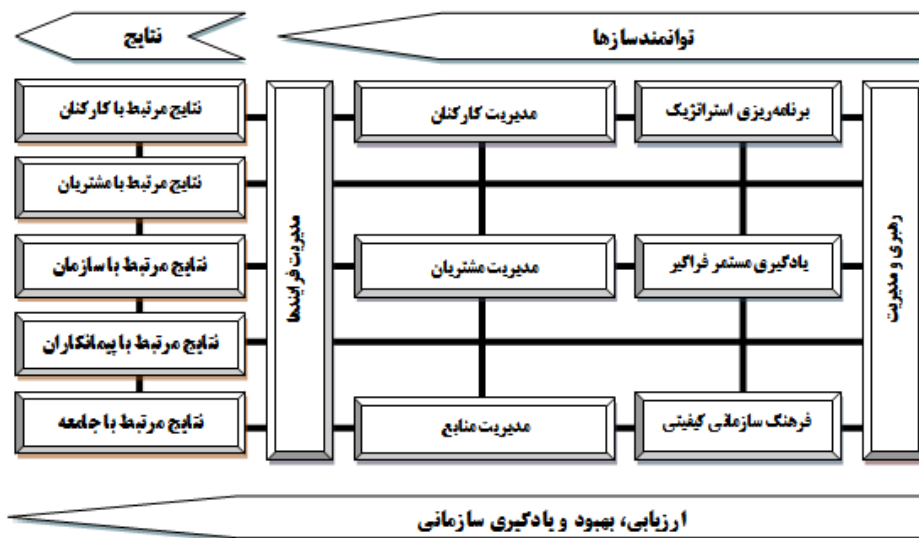 توانمندسازها
نتایج
رهبری و مدیریت
برنامه‌ریزی استراتژیک
مدیریت کارکنان
یادگیری مستمر فراگیر
مدیریت مشتریان
فرهنگ سازمانی کیفیتی
مدیریت منابع
مدیریت فرایندها
نتایج مرتبط با کارکنان
نتایج مرتبط با مشتریان
نتایج مرتبط با سازمان
نتایج مرتبط با پیمانکاران
نتایج مرتبط با جامعه
ارزیابی، بهبود و یادگیری سازمانی